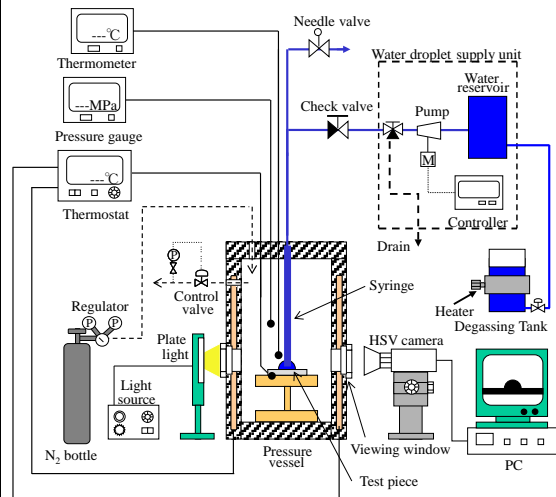 ---°C
Thermometer
---MPa
Pressure gauge
---°C
Thermostat
Needle valve
Water droplet supply unit
Water
reservoir
Check valve
Pump
M
Controller
Drain
P
Control
valve
Syringe
Heater
Degassing Tank
Regulator
P P
Plate
light
HSV camera
Light
source
N2 bottle
Pressure
vessel
Viewing window
Test piece
PC